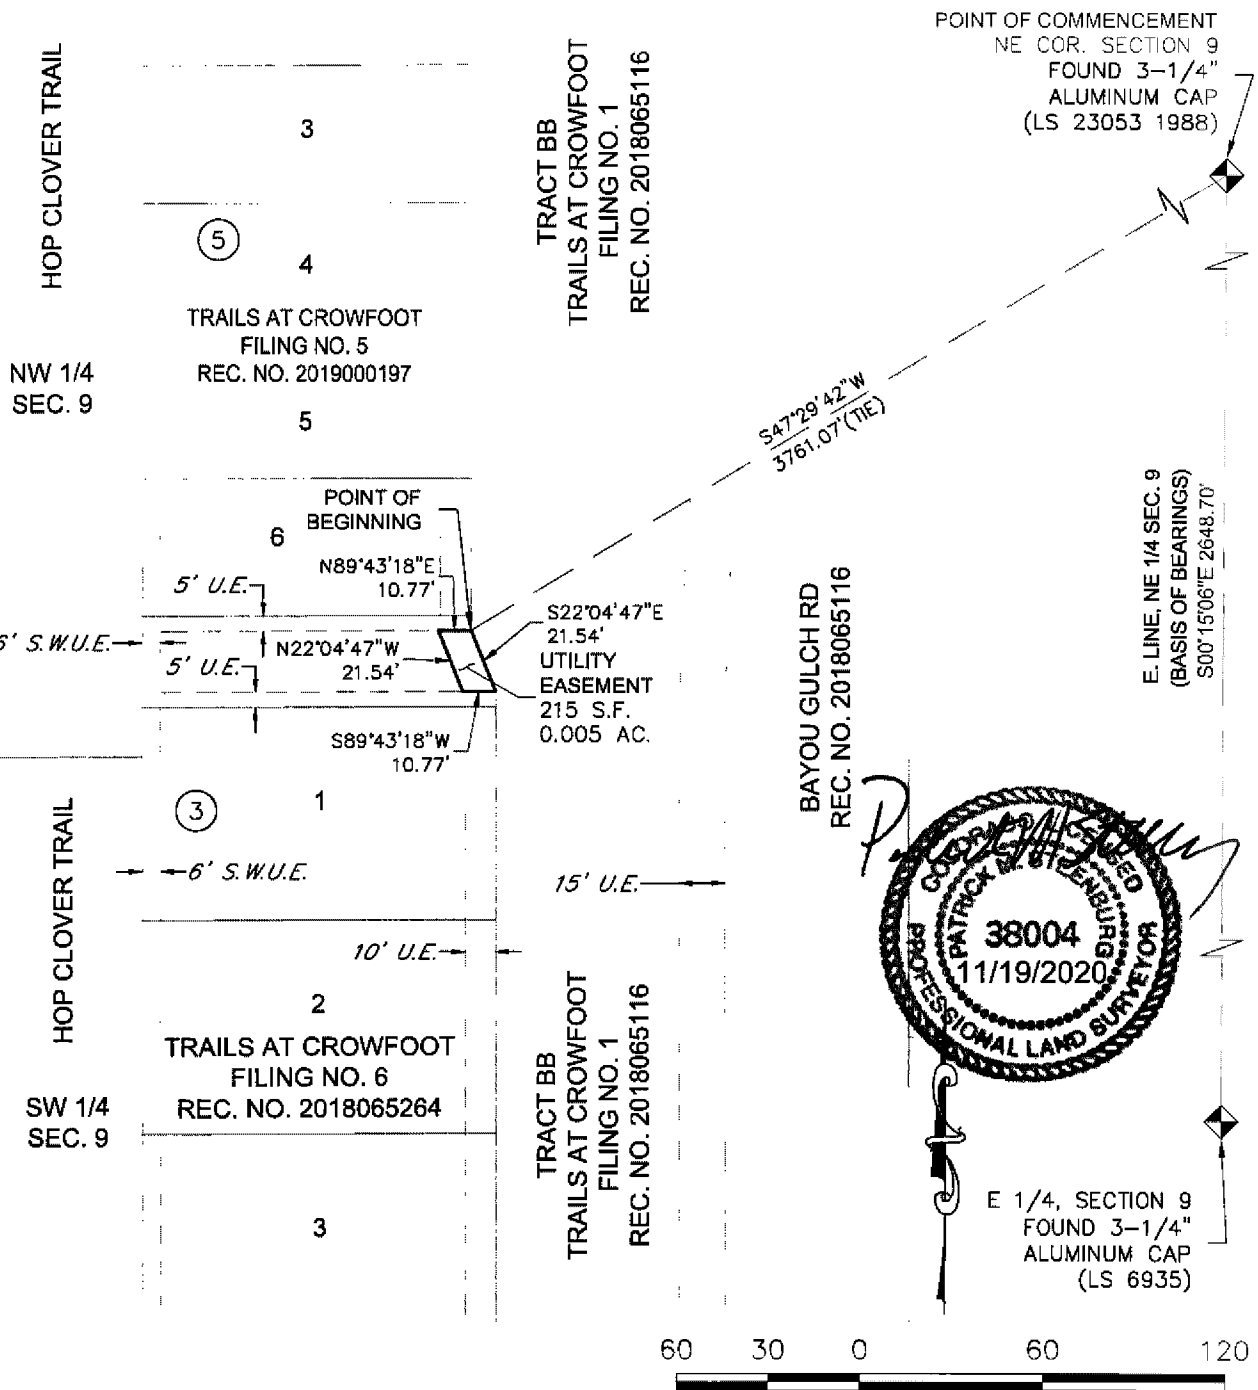 POINT OF COMMENCEMENT
NE COR. SECTION 9
FOUND 3-1/4"
ALUMINUM CAP
(LS 23053 1988)
HOP CLOVER TRAIL
3
5
4
TRAILS AT CROWFOOT
FILING NO. 5
REC. NO. 2019000197
NW 1/4
SEC. 9
5
TRACT BB
TRAILS AT CROWFOOT
FILING NO. 1
REC. NO. 2018065116
S47°29'42"W
3761.07'(TIE)
E. LINE, NE 1/4 SEC. 9
(BASIS OF BEARINGS)
S00°15'06"E 2648.70'
POINT OF
BEGINNING
6
N89°43'18"E
10.77'
5' U.E.
6' S.W.U.E.
N22°04'47"W
21.54'
5' U.E.
S22°04'47"E
21.54'
UTILITY
EASEMENT
215 S.F.
0.005 AC.
S89°43'18"W
10.77'
BAYOU GULCH RD
REC. NO. 2018065116
HOP CLOVER TRAIL
3
1
6' S.W.U.E.
15' U.E.
10' U.E.
2
TRAILS AT CROWFOOT
FILING NO. 6
REC. NO. 2018065264
SW 1/4
SEC. 9
3
TRACT BB
TRAILS AT CROWFOOT
FILING NO. 1
REC. NO. 2018065116
COLORADO LICENSED
PATRICK M. STEENBURG
38004
11/19/2020
PROFESSIONAL LAND SURVEYOR
E 1/4, SECTION 9
FOUND 3-1/4"
ALUMINUM CAP
(LS 6935)
60 30 0 60 120